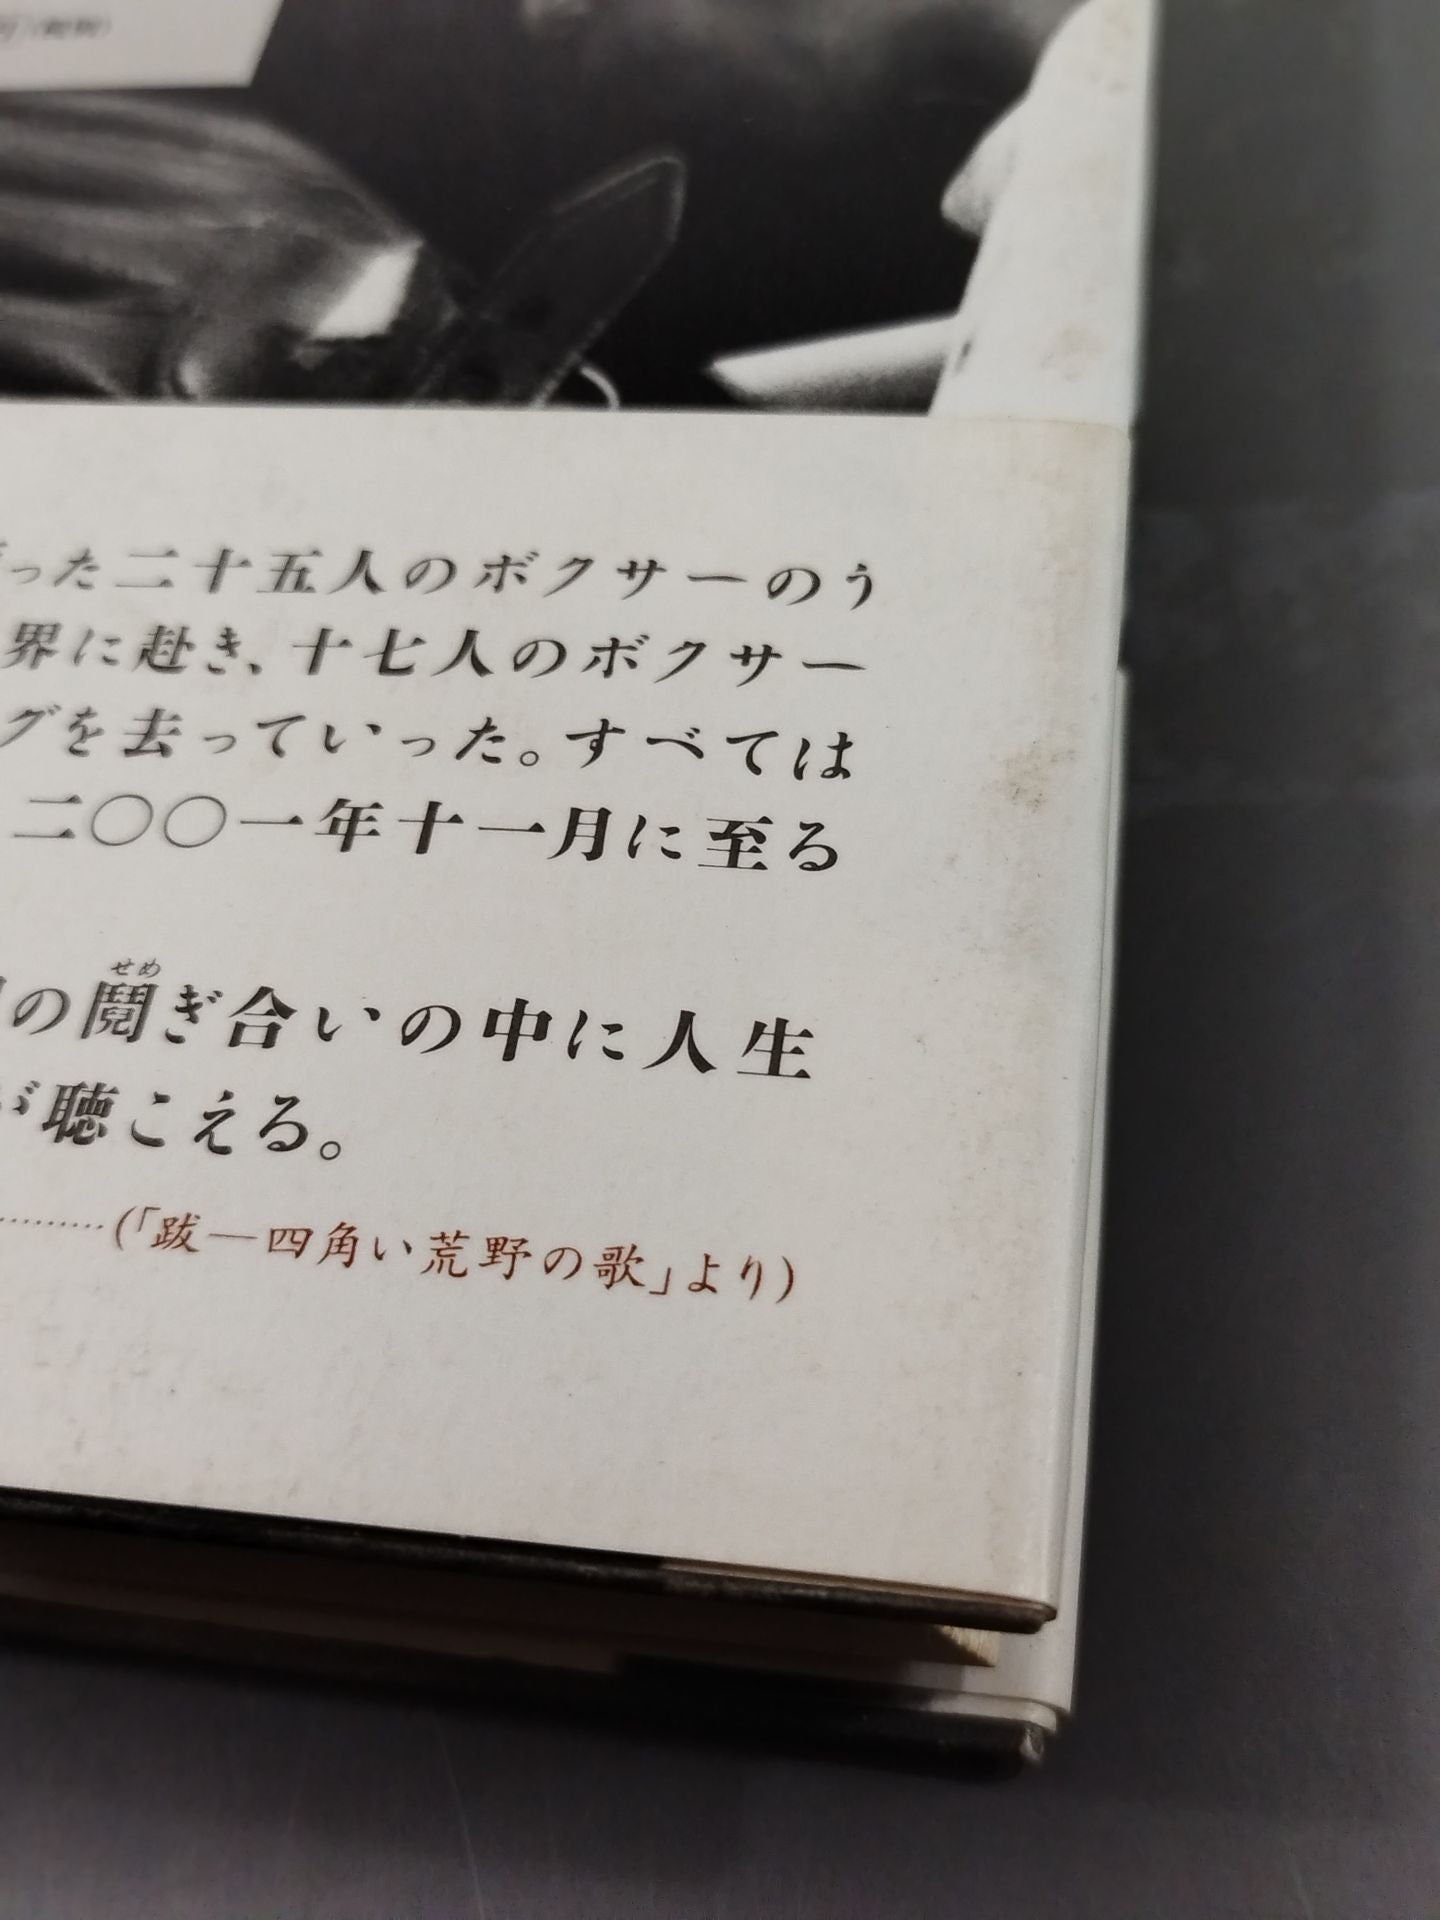 った二十五人のボクサーのう
界に赴き、十七人のボクサー
グを去っていった。すべては
二〇〇一年十一月に至る
の鬩ぎ合いの中に人生
せめ
が聴こえる。
…………(「跋―四角い荒野の歌」より)